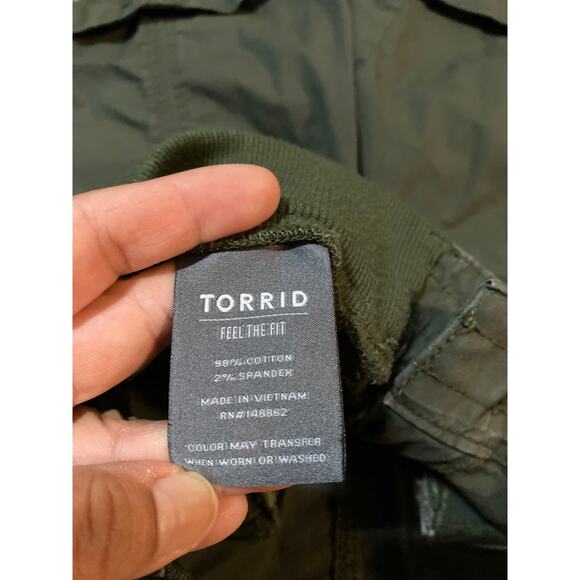 TORRID
FEEL THE FIT
98% COTTON
2% SPANDEX
MADE IN VIETNAM
RN#148862
COLOR MAY TRANSFER
WHEN WORN OR WASHED